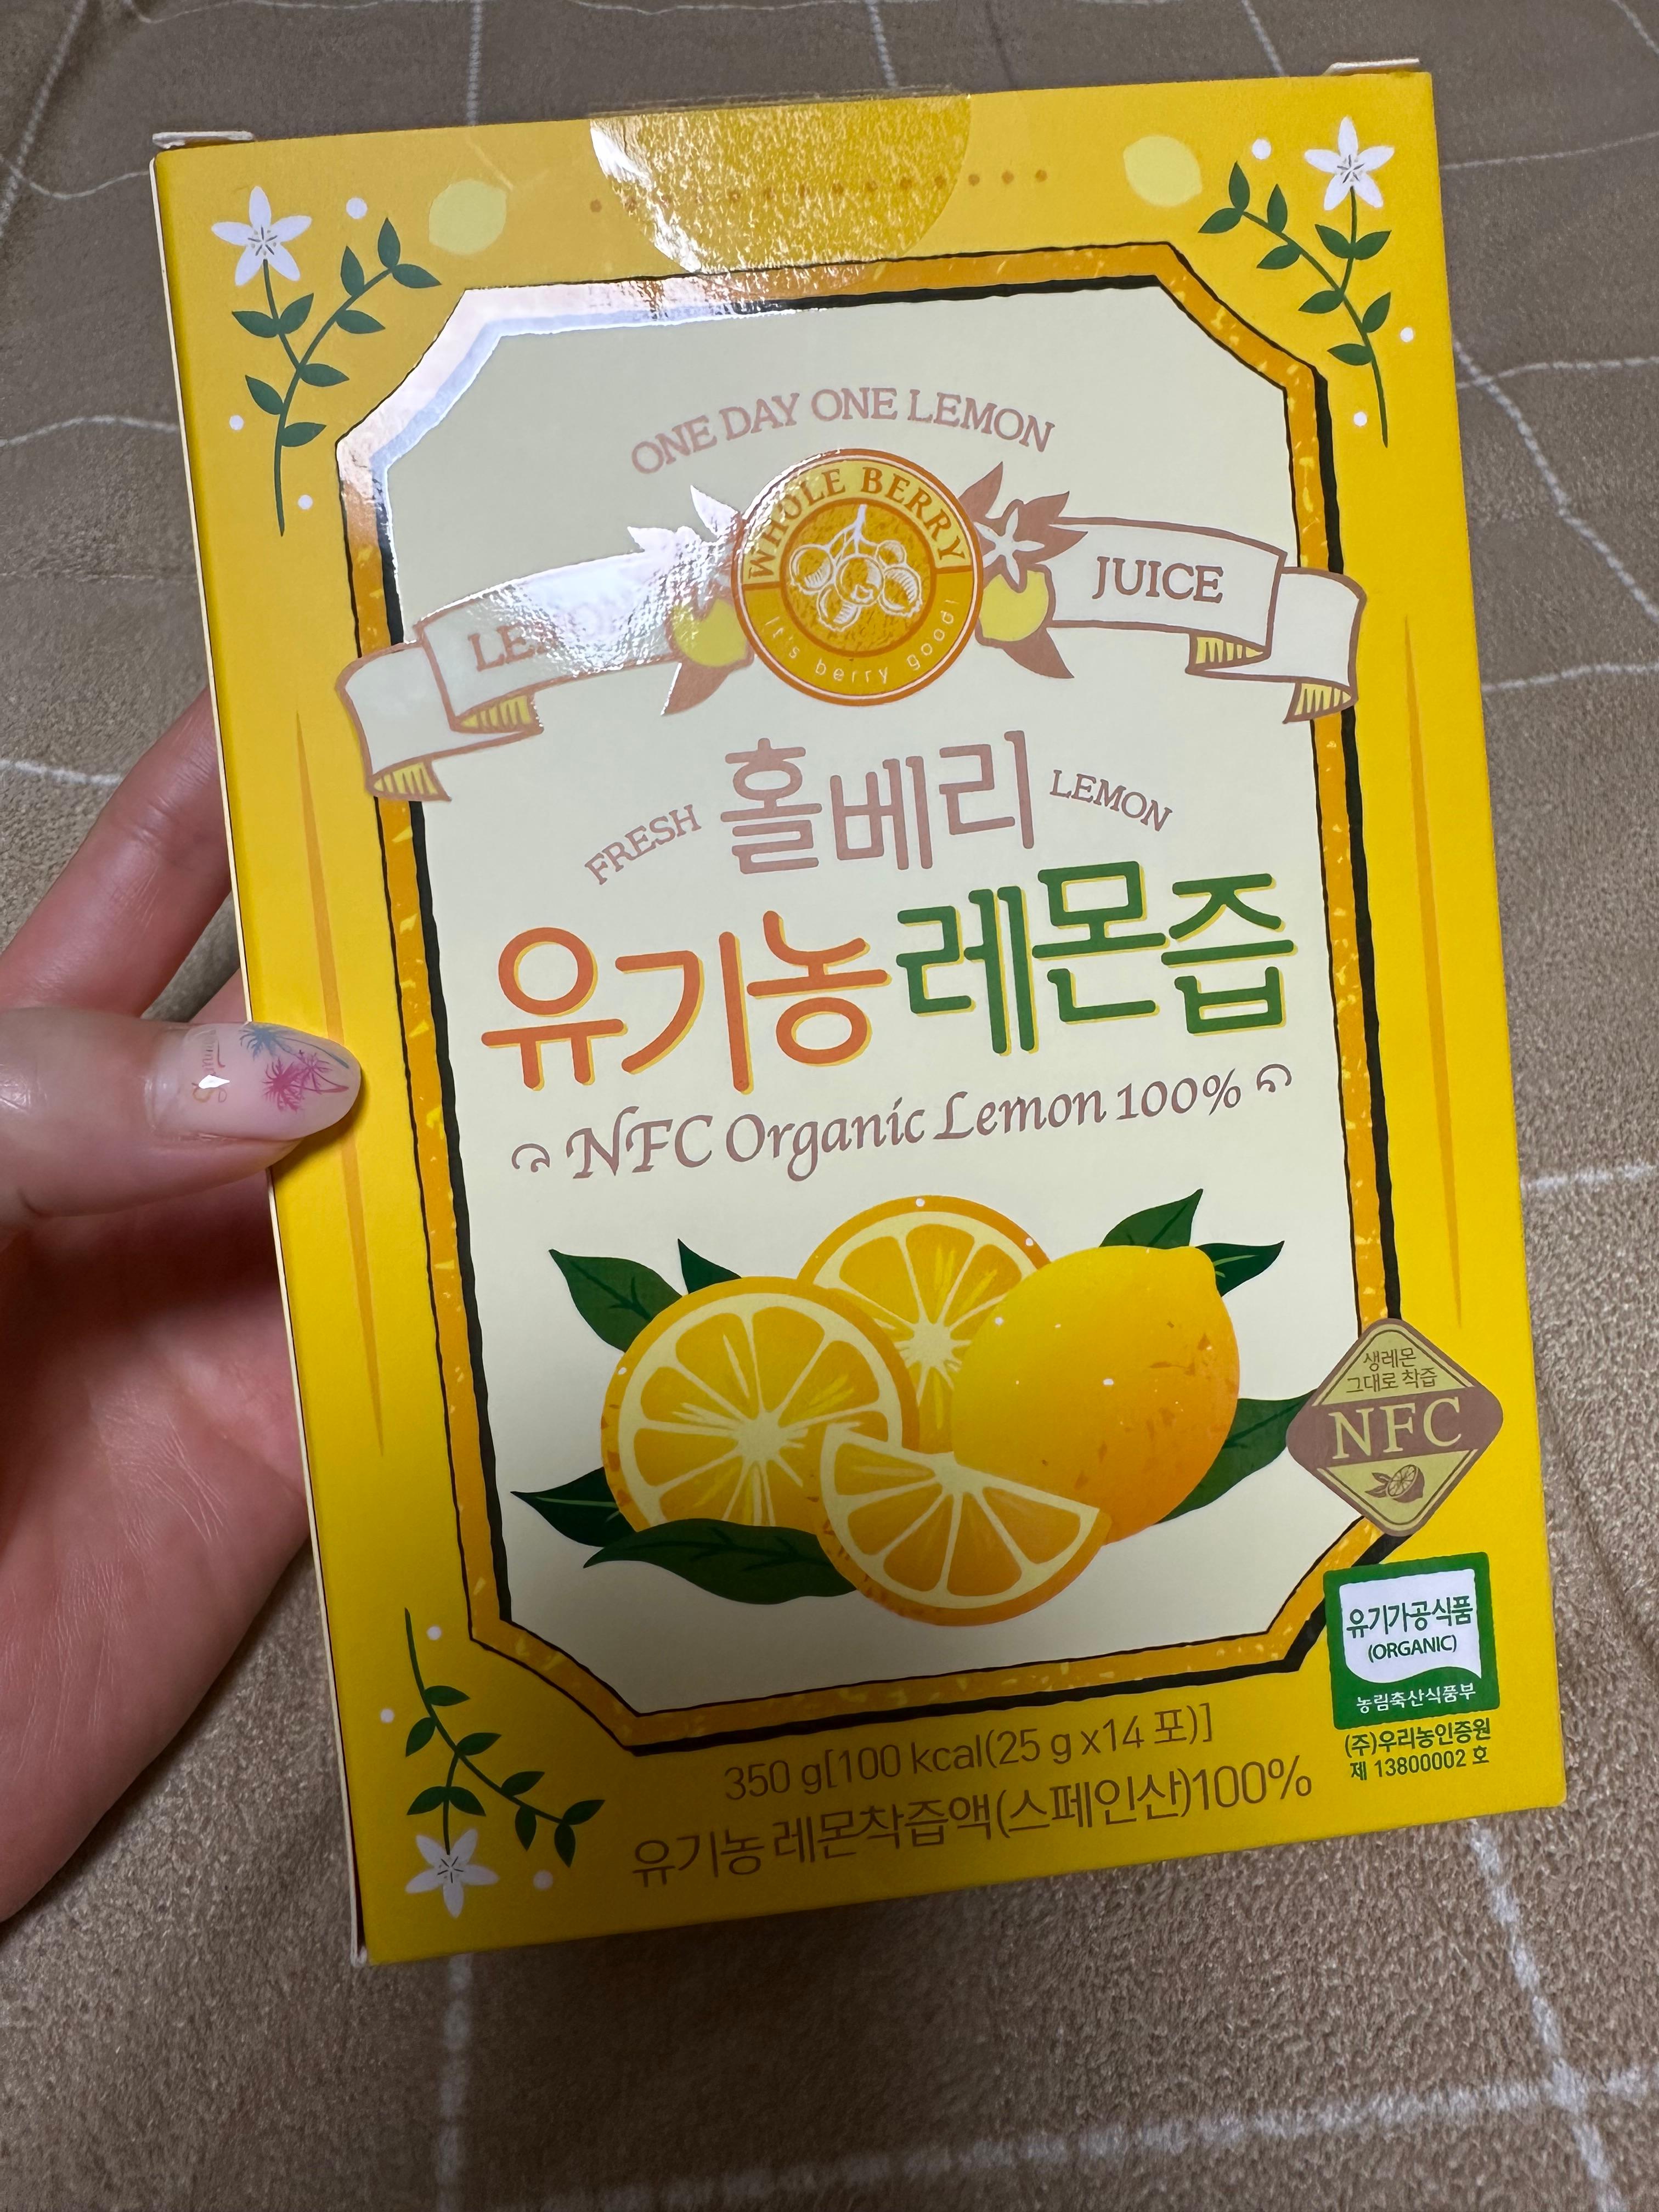 ONE DAY ONE LEMON
WHOLE BERRY
It's berry good!
LEMON
JUICE
FRESH 홀베리 LEMON
유기농레몬즙
NFC Organic Lemon 100%
생레몬
그대로 착즙
NFC
유기가공식품
(ORGANIC)
농림축산식품부
(주)우리농인증원
제 13800002 호
350 g[100 kcal(25 g x14 포)]
유기농 레몬착즙액(스페인산)100%